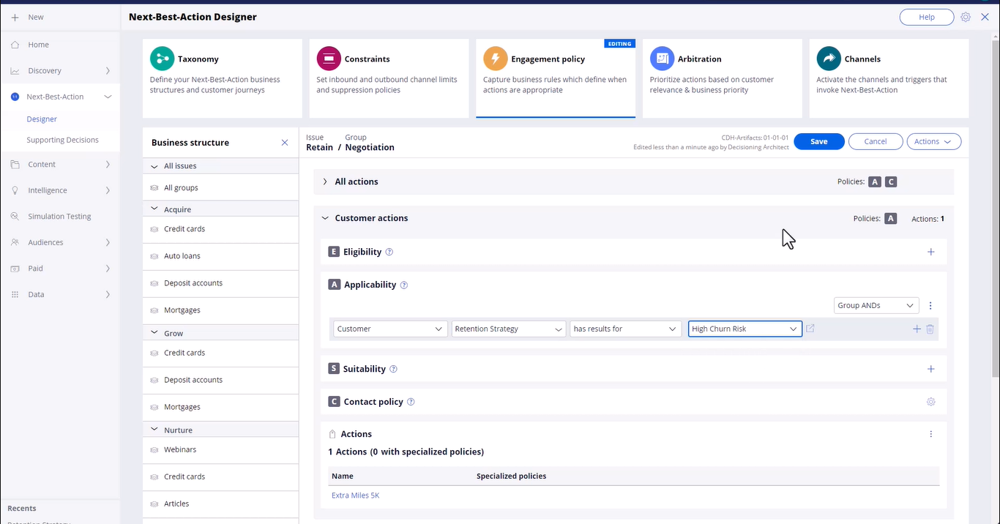 New
Next-Best-Action Designer
Help
Home
Discovery
Next-Best-Action
Designer
Supporting Decisions
Content
Intelligence
Simulation Testing
Audiences
Paid
Data
Recents
Taxonomy
Define your Next-Best-Action business
structures and customer journeys
Constraints
Set inbound and outbound channel limits
and suppression policies
EDITING
Engagement policy
Capture business rules which define when
actions are appropriate
Arbitration
Prioritize actions based on customer
relevance & business priority
Channels
Activate the channels and triggers that
invoke Next-Best-Action
Business structure
All issues
All groups
Acquire
Credit cards
Auto loans
Deposit accounts
Mortgages
Grow
Credit cards
Deposit accounts
Mortgages
Nurture
Webinars
Credit cards
Articles
Issue Group
Retain / Negotiation
CDH-Artifacts: 01-01-01
Edited less than a minute ago by Decisioning Architect
Save
Cancel
Actions
All actions
Policies: A C
Customer actions
Policies: A Actions: 1
E Eligibility ?
A Applicability ?
Group ANDs
Customer Retention Strategy has results for High Churn Risk
S Suitability ?
C Contact policy ?
Actions
1 Actions (0 with specialized policies)
Name Specialized policies
Extra Miles 5K